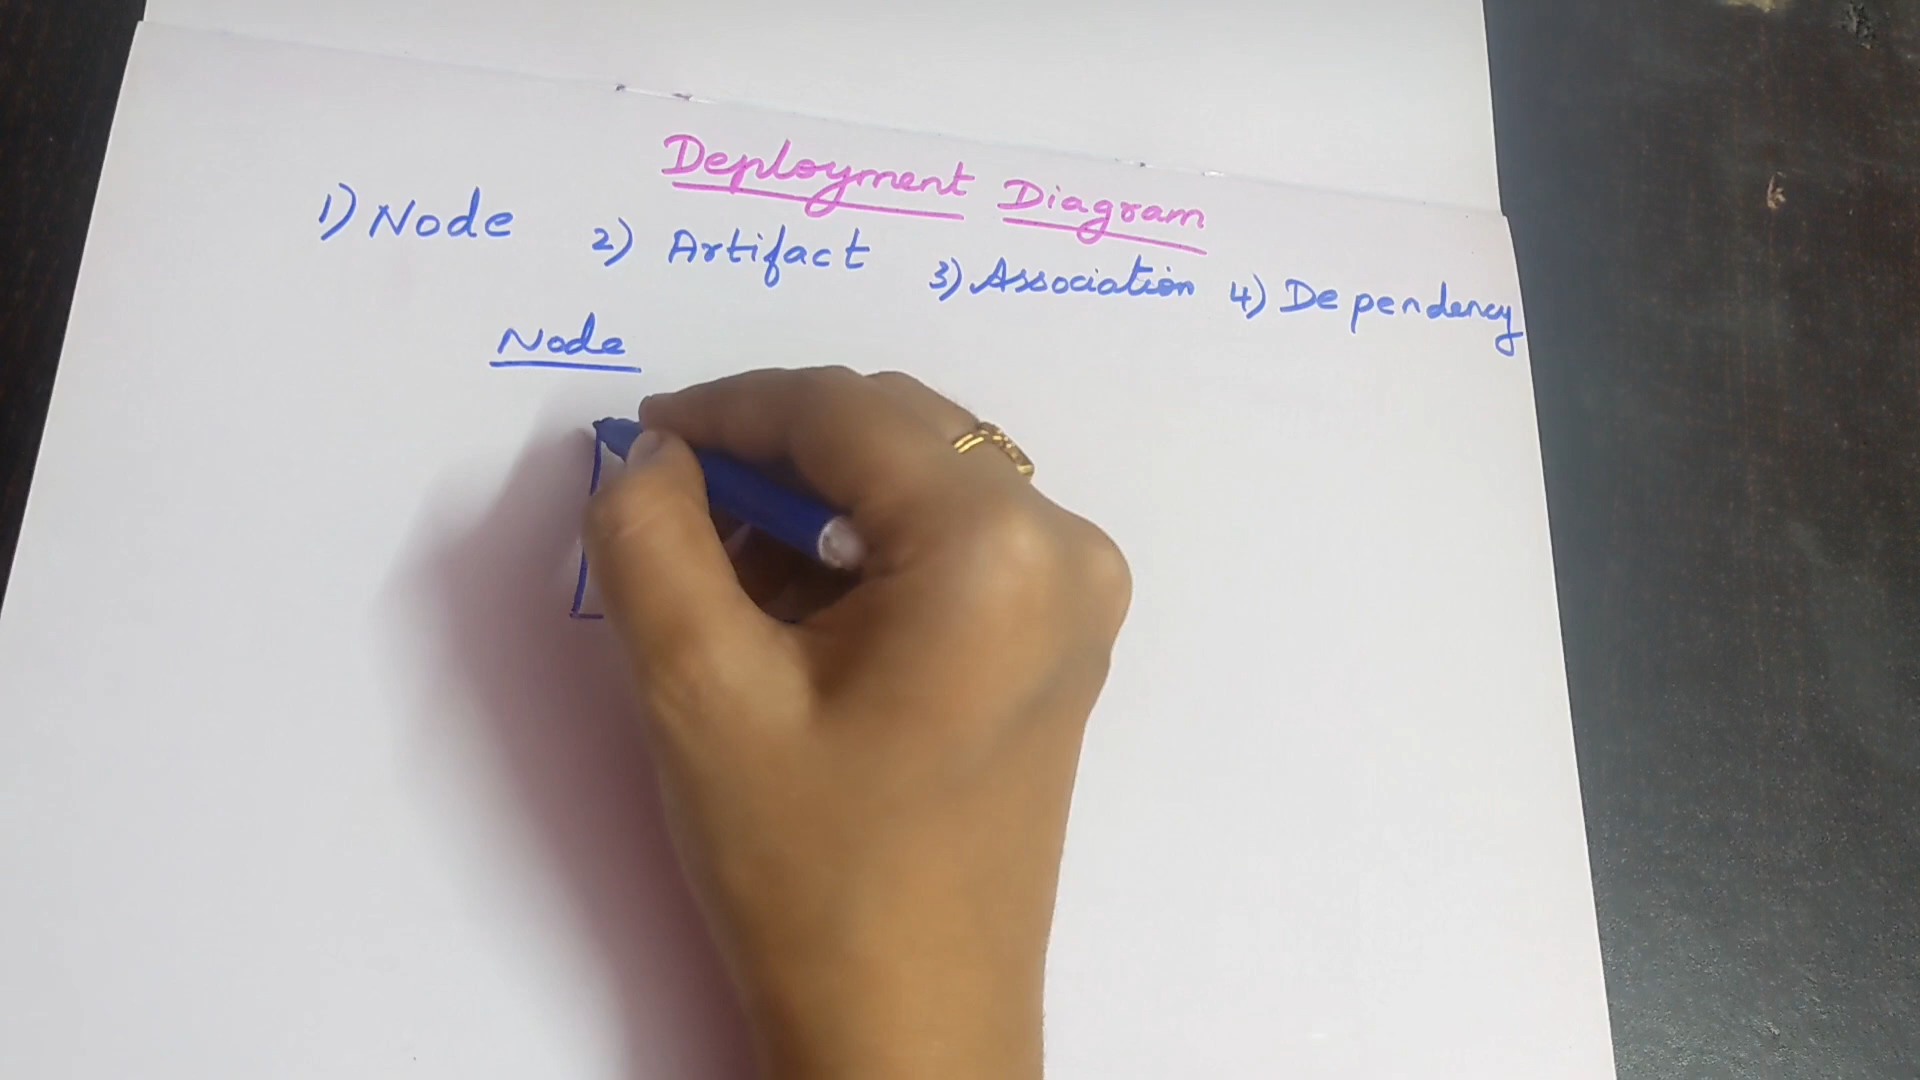 Deployment Diagram
1) Node 2) Artifact 3) Association 4) Dependency
Node